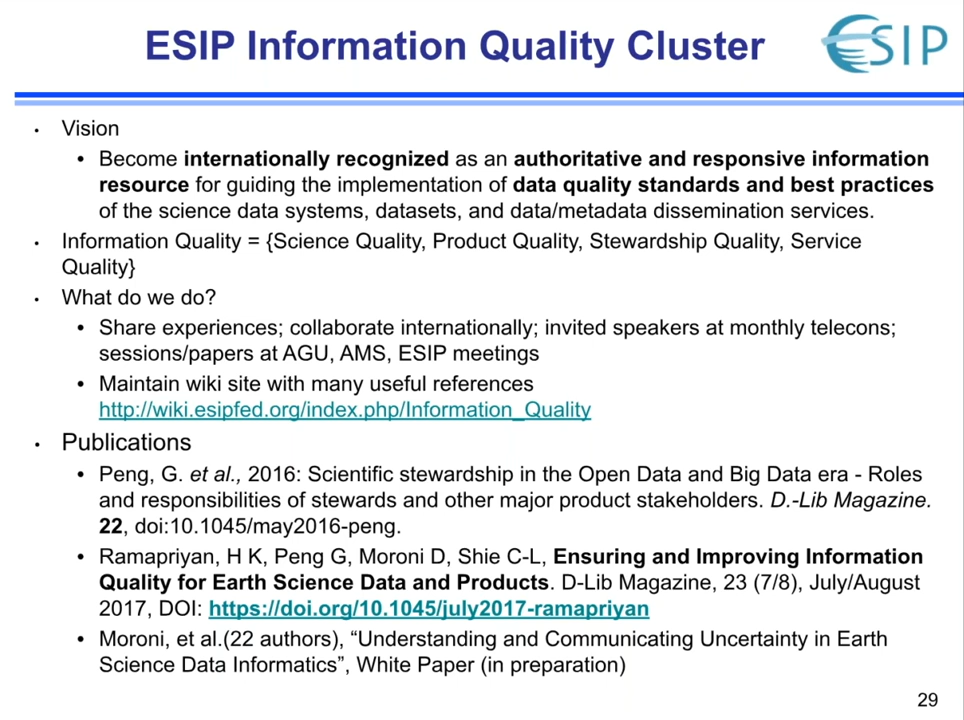 ESIP Information Quality Cluster
ESIP
• Vision
• Become internationally recognized as an authoritative and responsive information
resource for guiding the implementation of data quality standards and best practices
of the science data systems, datasets, and data/metadata dissemination services.
• Information Quality = {Science Quality, Product Quality, Stewardship Quality, Service
Quality}
• What do we do?
• Share experiences; collaborate internationally; invited speakers at monthly telecons;
sessions/papers at AGU, AMS, ESIP meetings
• Maintain wiki site with many useful references
http://wiki.esipfed.org/index.php/Information_Quality
• Publications
• Peng, G. et al., 2016: Scientific stewardship in the Open Data and Big Data era - Roles
and responsibilities of stewards and other major product stakeholders. D.-Lib Magazine.
22, doi:10.1045/may2016-peng.
• Ramapriyan, H K, Peng G, Moroni D, Shie C-L, Ensuring and Improving Information
Quality for Earth Science Data and Products. D-Lib Magazine, 23 (7/8), July/August
2017, DOI: https://doi.org/10.1045/july2017-ramapriyan
• Moroni, et al.(22 authors), “Understanding and Communicating Uncertainty in Earth
Science Data Informatics”, White Paper (in preparation)
29